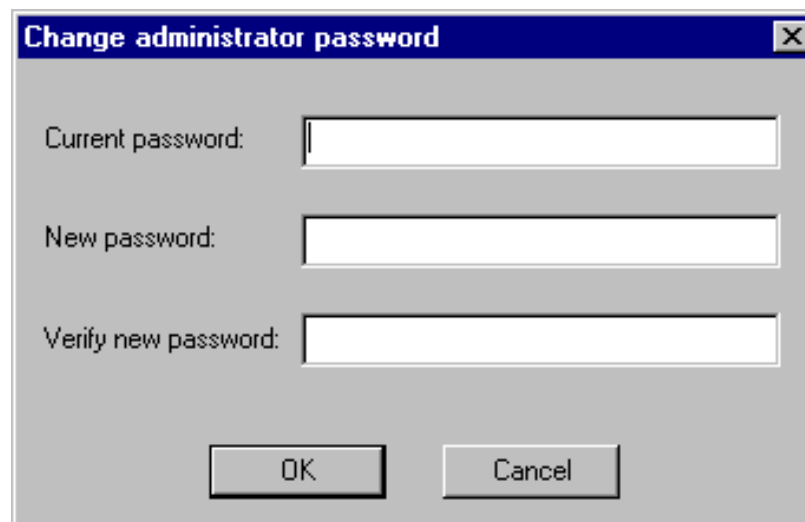 Change administrator password
Current password:
New password:
Verify new password:
OK Cancel